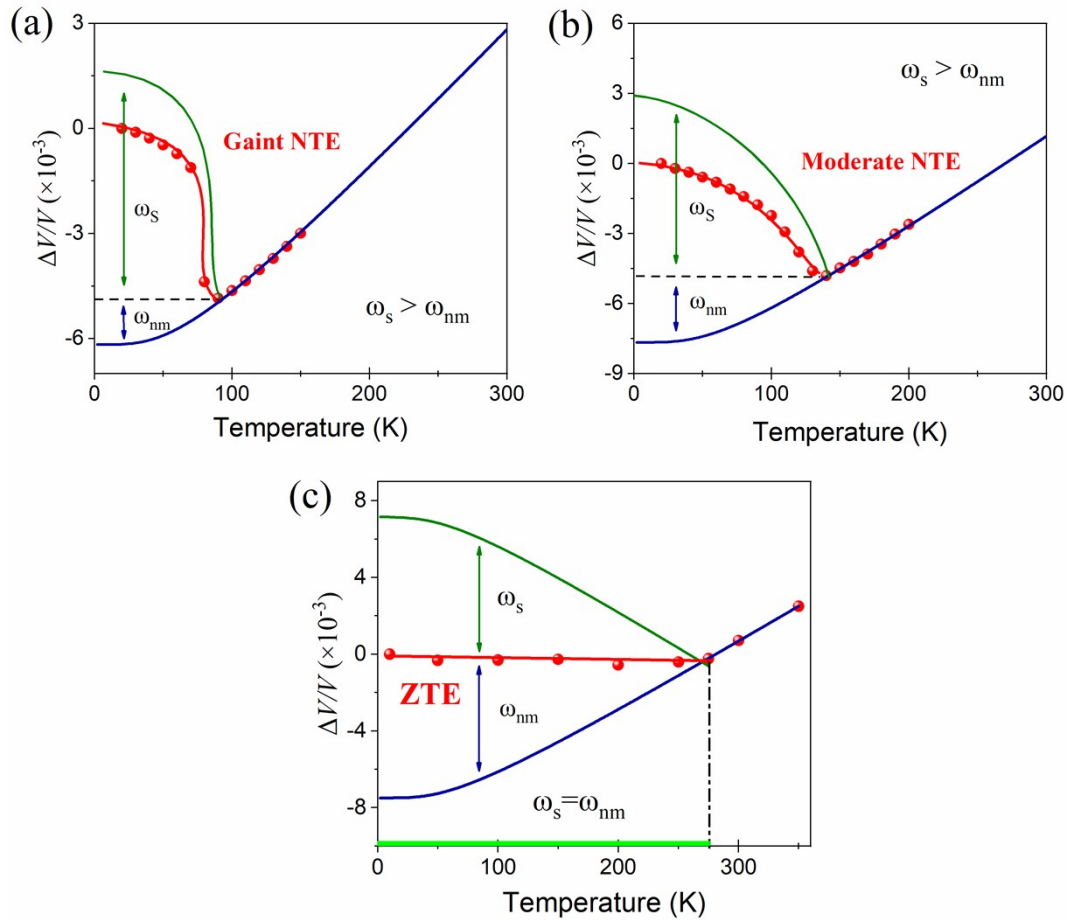 (a)
3
0
-3
-6
ΔV/V (×10⁻³)
Gaint NTE
ωS
ωnm
ωs > ωnm
0 100 200 300
Temperature (K)
(b)
6
3
0
-3
-6
-9
ΔV/V (×10⁻³)
ωs > ωnm
Moderate NTE
ωS
ωnm
0 100 200 300
Temperature (K)
(c)
8
4
0
-4
-8
ΔV/V (×10⁻³)
ωs
ZTE
ωnm
ωs=ωnm
0 100 200 300
Temperature (K)